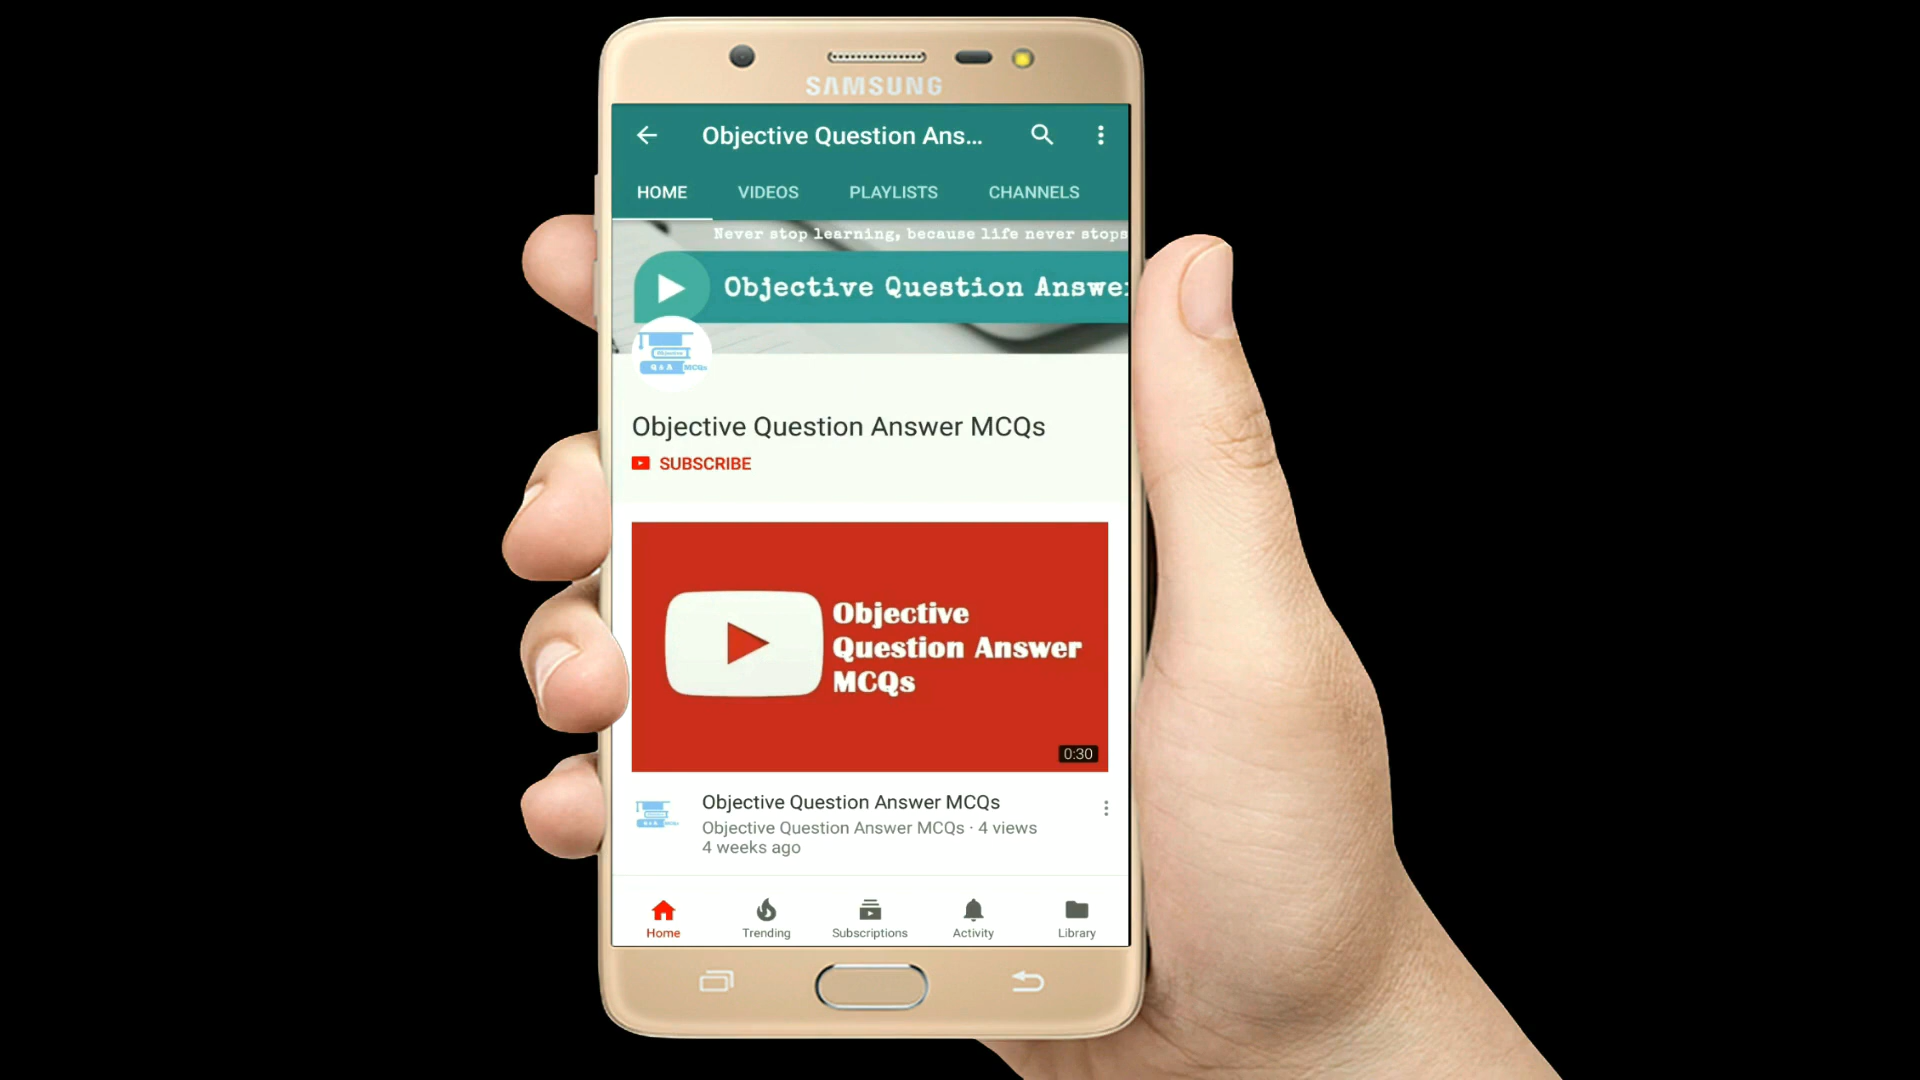 SAMSUNG
Objective Question Ans...
HOME VIDEOS PLAYLISTS CHANNELS
Never stop learning, because life never stops
Objective Question Answe
Objective
Q & A MCQs
Objective Question Answer MCQs
SUBSCRIBE
Objective
Question Answer
MCQs
0:30
Objective Question Answer MCQs
Objective Question Answer MCQs · 4 views
4 weeks ago
Home Trending Subscriptions Activity Library